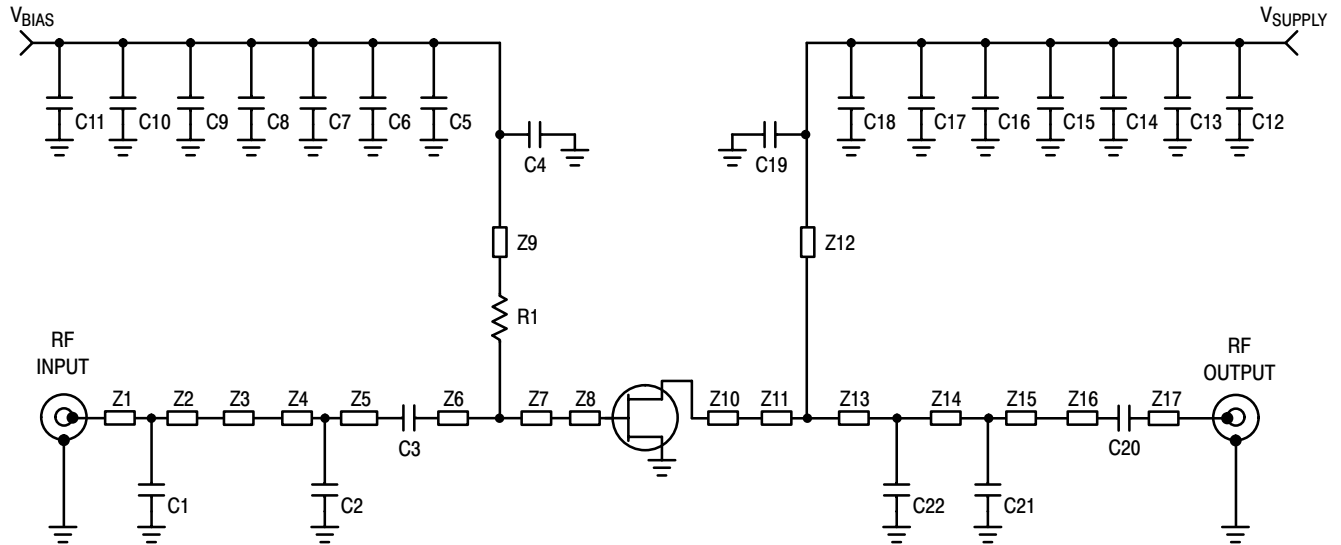 VBIAS
VSUPPLY
C11 C10 C9 C8 C7 C6 C5
C18 C17 C16 C15 C14 C13 C12
C4
C19
Z9
Z12
R1
RF
INPUT
RF
OUTPUT
Z1 Z2 Z3 Z4 Z5 Z6 Z7 Z8 Z10 Z11 Z13 Z14 Z15 Z16 Z17
C3
C20
C1
C2
C22
C21